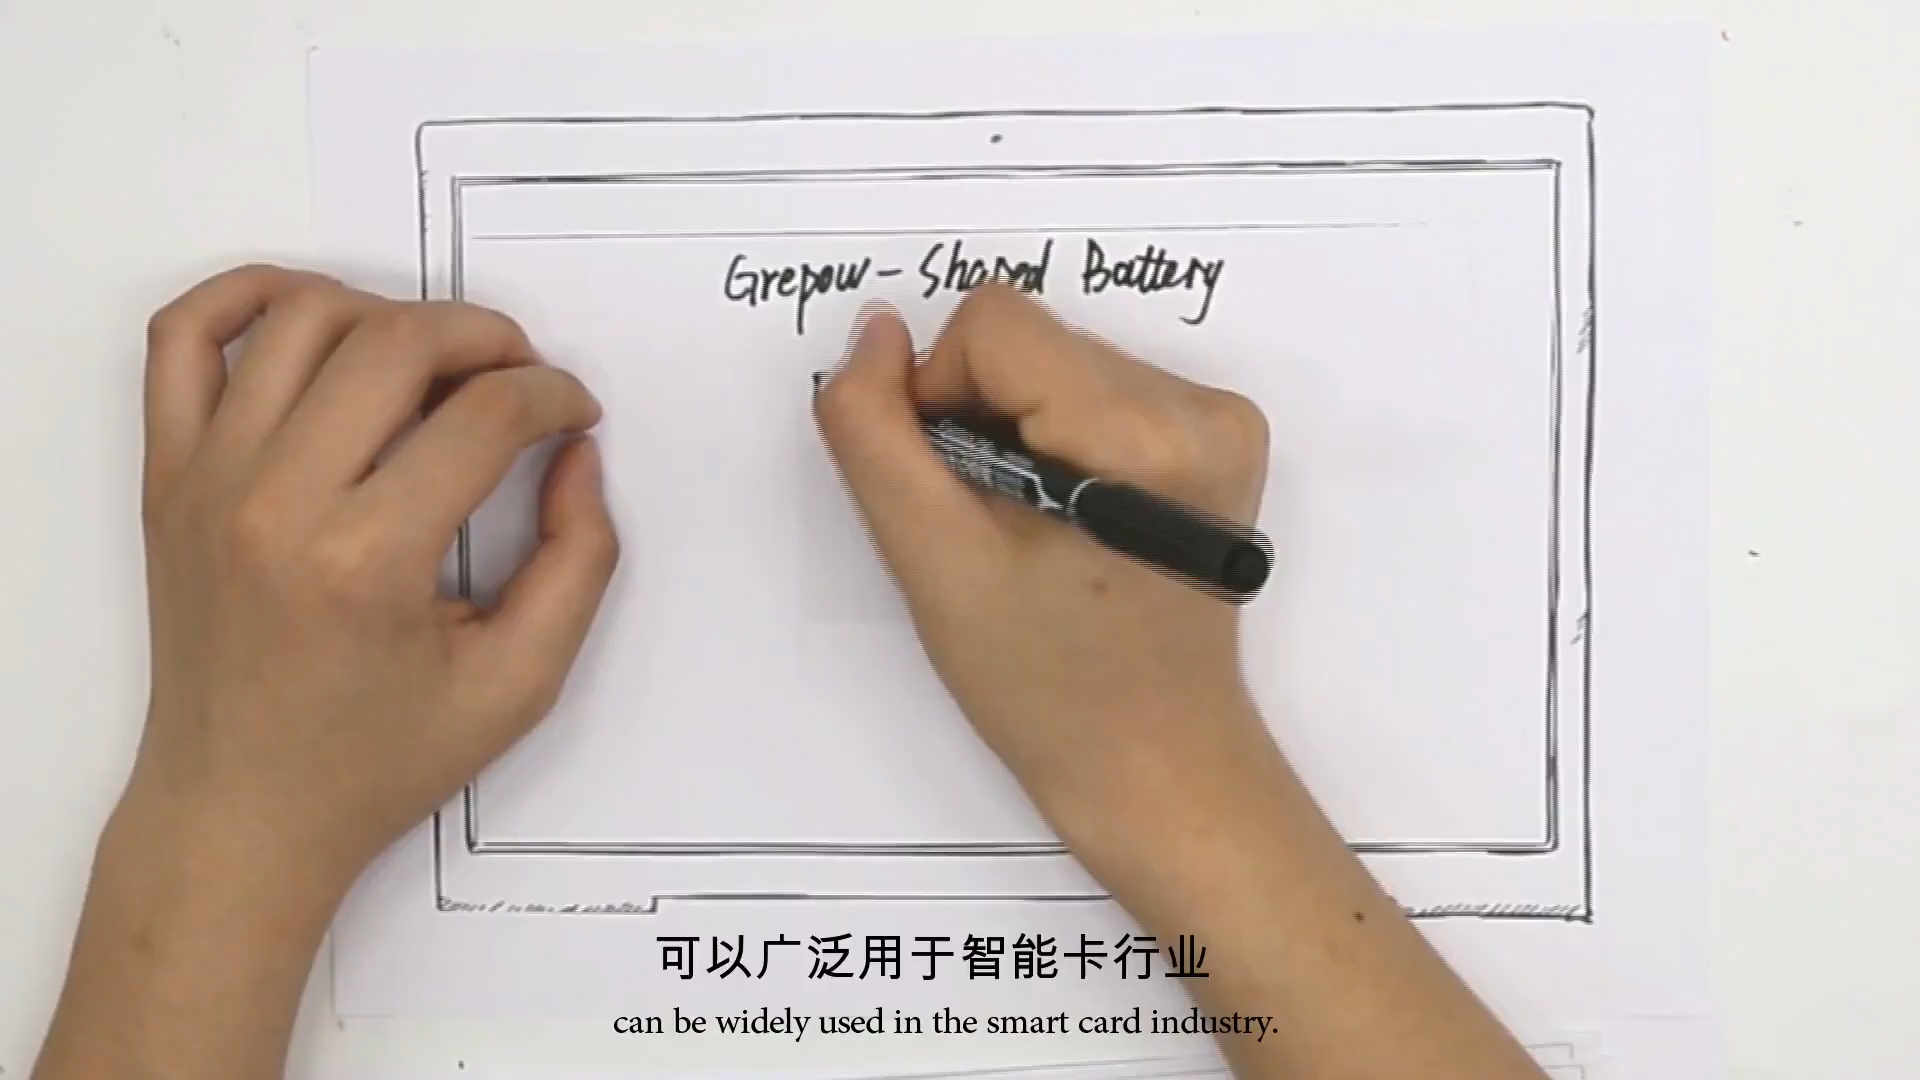 Grepow - Battery
可以广泛用于智能卡行业
can be widely used in the smart card industry.